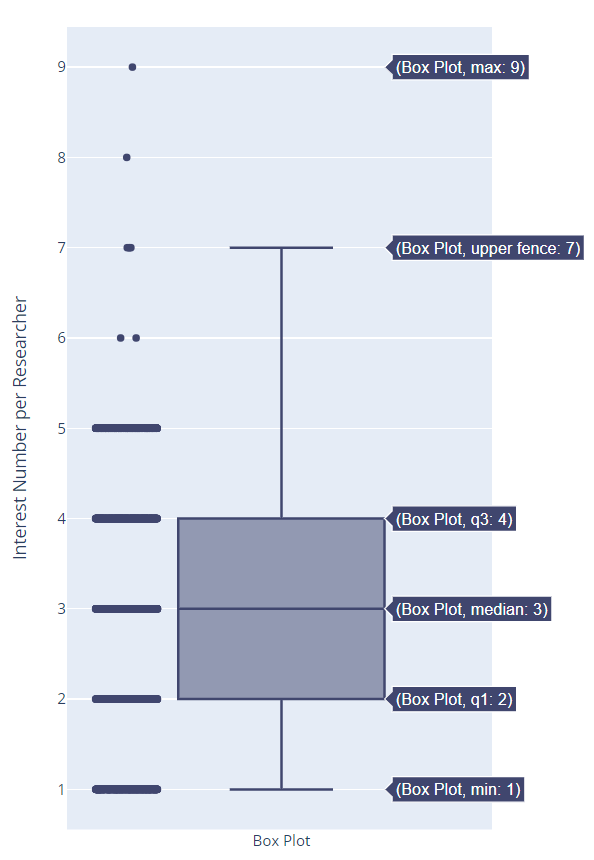 9
(Box Plot, max: 9)
8
7
(Box Plot, upper fence: 7)
6
5
4
(Box Plot, q3: 4)
3
(Box Plot, median: 3)
2
(Box Plot, q1: 2)
1
(Box Plot, min: 1)
Interest Number per Researcher
Box Plot